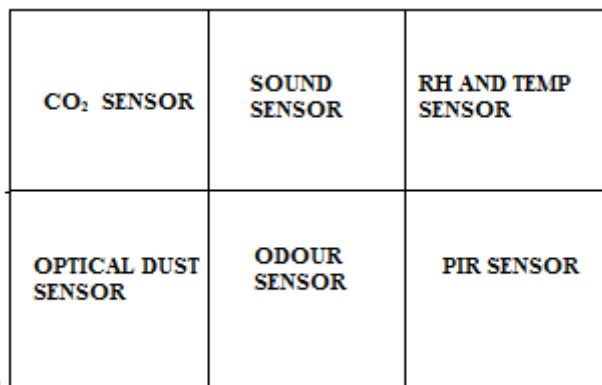 CO₂ SENSOR
SOUND
SENSOR
RH AND TEMP
SENSOR
OPTICAL DUST
SENSOR
ODOUR
SENSOR
PIR SENSOR